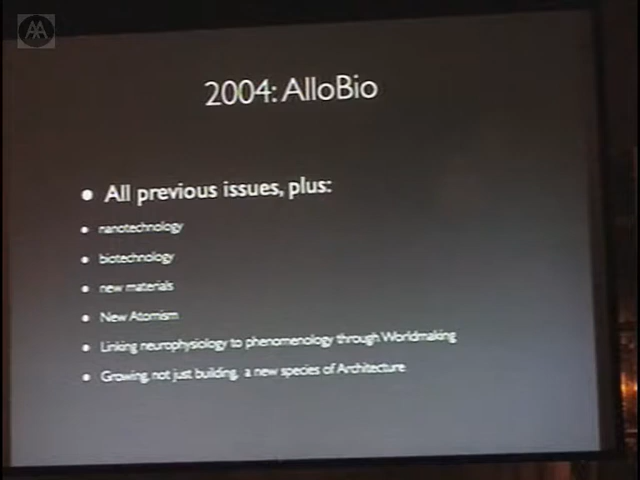 AA
2004: AlloBio
• All previous issues, plus:
• nanotechnology
• biotechnology
• new materials
• New Atomism
• Linking neurophysiology to phenomenology through Worldmaking
• Growing, not just building, a new species of Architecture